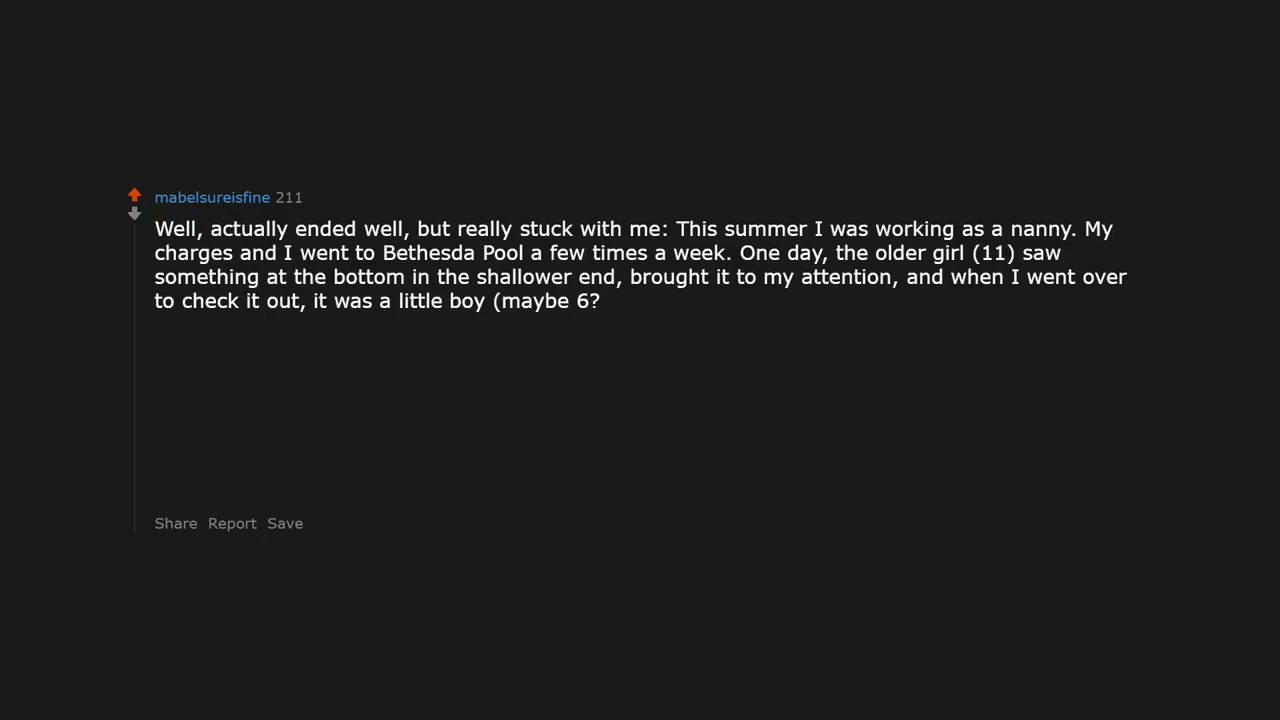 mabelsureisfine 211
Well, actually ended well, but really stuck with me: This summer I was working as a nanny. My
charges and I went to Bethesda Pool a few times a week. One day, the older girl (11) saw
something at the bottom in the shallower end, brought it to my attention, and when I went over
to check it out, it was a little boy (maybe 6?
Share Report Save